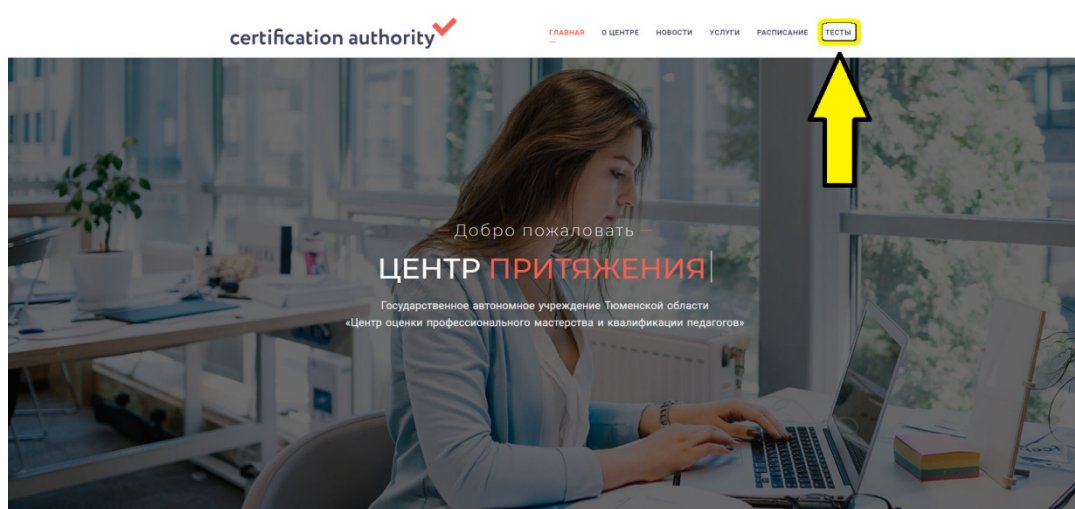 certification authority
ГЛАВНАЯ О ЦЕНТРЕ НОВОСТИ УСЛУГИ РАСПИСАНИЕ ТЕСТЫ
— Добро пожаловать —
ЦЕНТР ПРИТЯЖЕНИЯ|
Государственное автономное учреждение Тюменской области
«Центр оценки профессионального мастерства и квалификации педагогов»